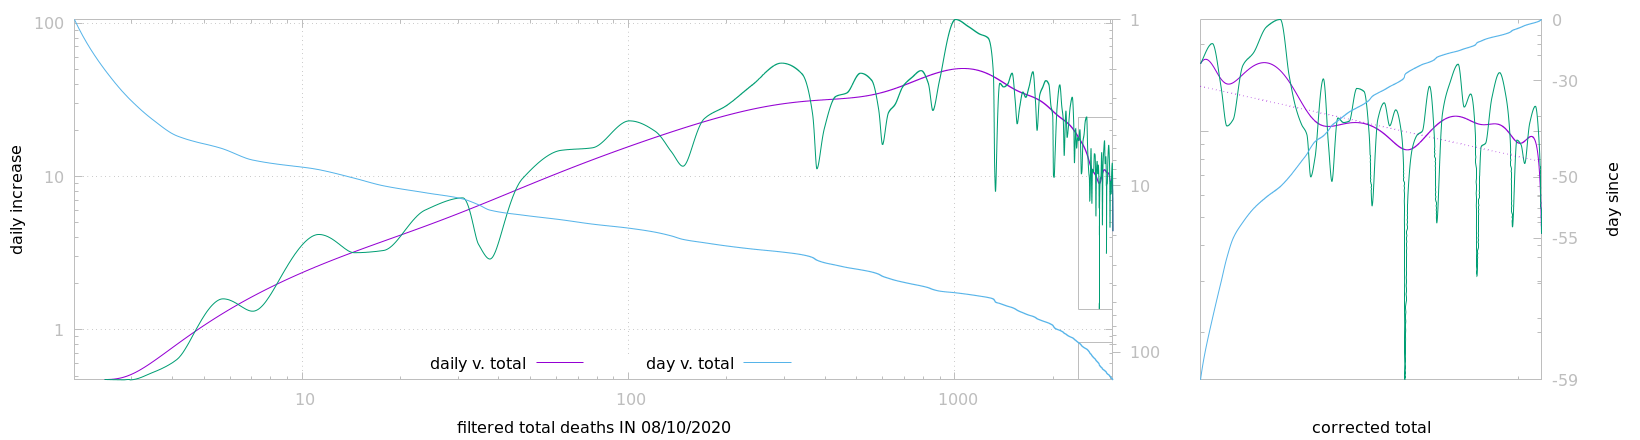 100
10
1
daily increase
daily v. total
day v. total
10
100
1000
filtered total deaths IN 08/10/2020
1
10
100
0
-30
-50
-55
-59
day since
corrected total